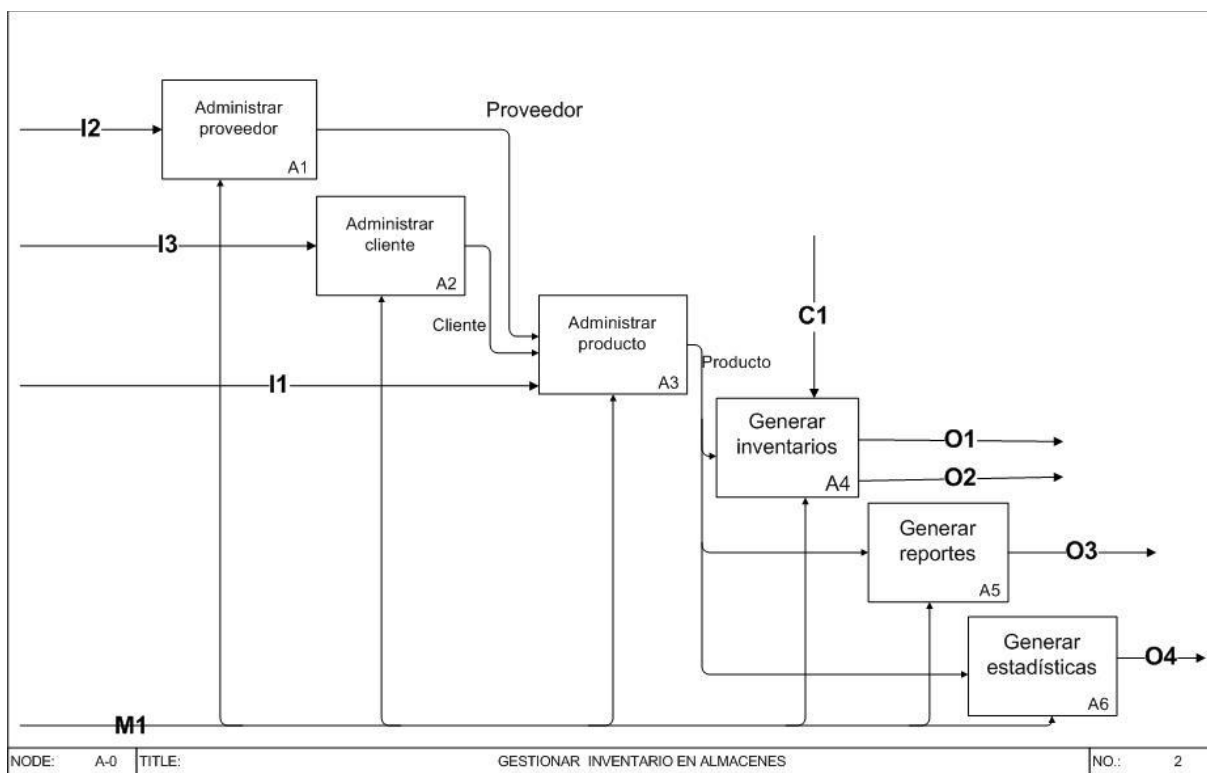 Administrar
proveedor
A1
I2
Proveedor
Administrar
cliente
A2
I3
Cliente
Administrar
producto
A3
I1
C1
Producto
Generar
inventarios
A4
O1
O2
Generar
reportes
A5
O3
Generar
estadísticas
A6
O4
M1
NODE: A-0 TITLE: GESTIONAR INVENTARIO EN ALMACENES NO.: 2